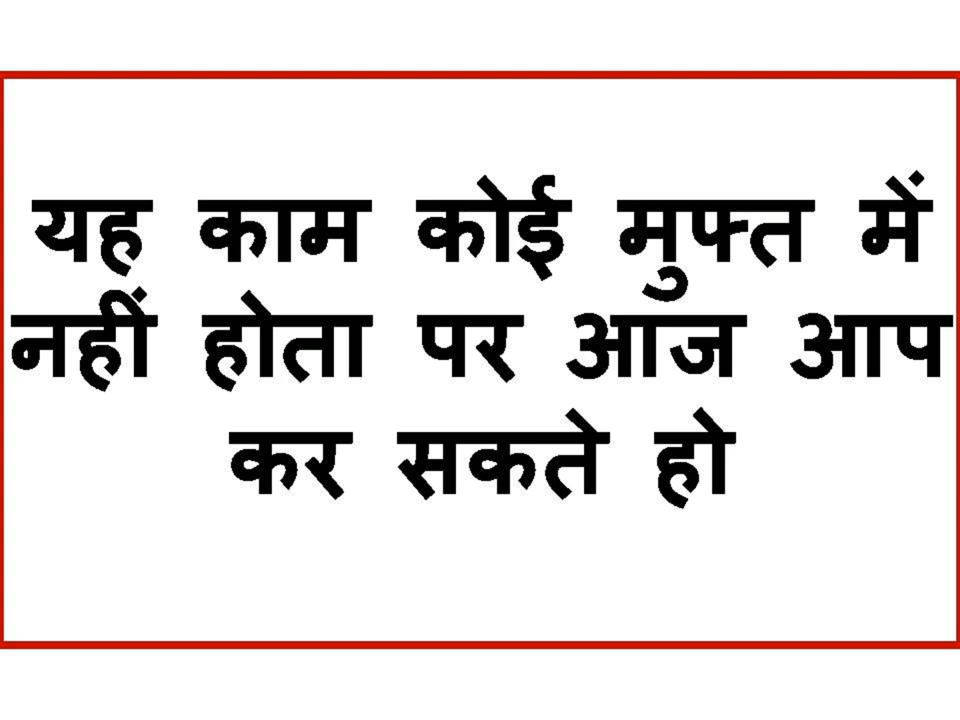 यह काम कोई मुफ्त में
नहीं होता पर आज आप
कर सकते हो